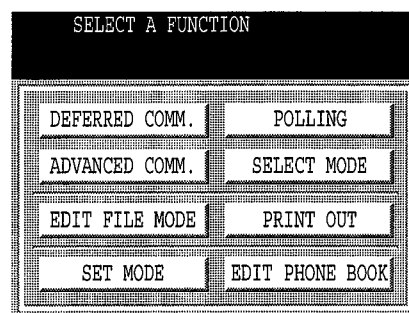 SELECT A FUNCTION
DEFERRED COMM. POLLING
ADVANCED COMM. SELECT MODE
EDIT FILE MODE PRINT OUT
SET MODE EDIT PHONE BOOK